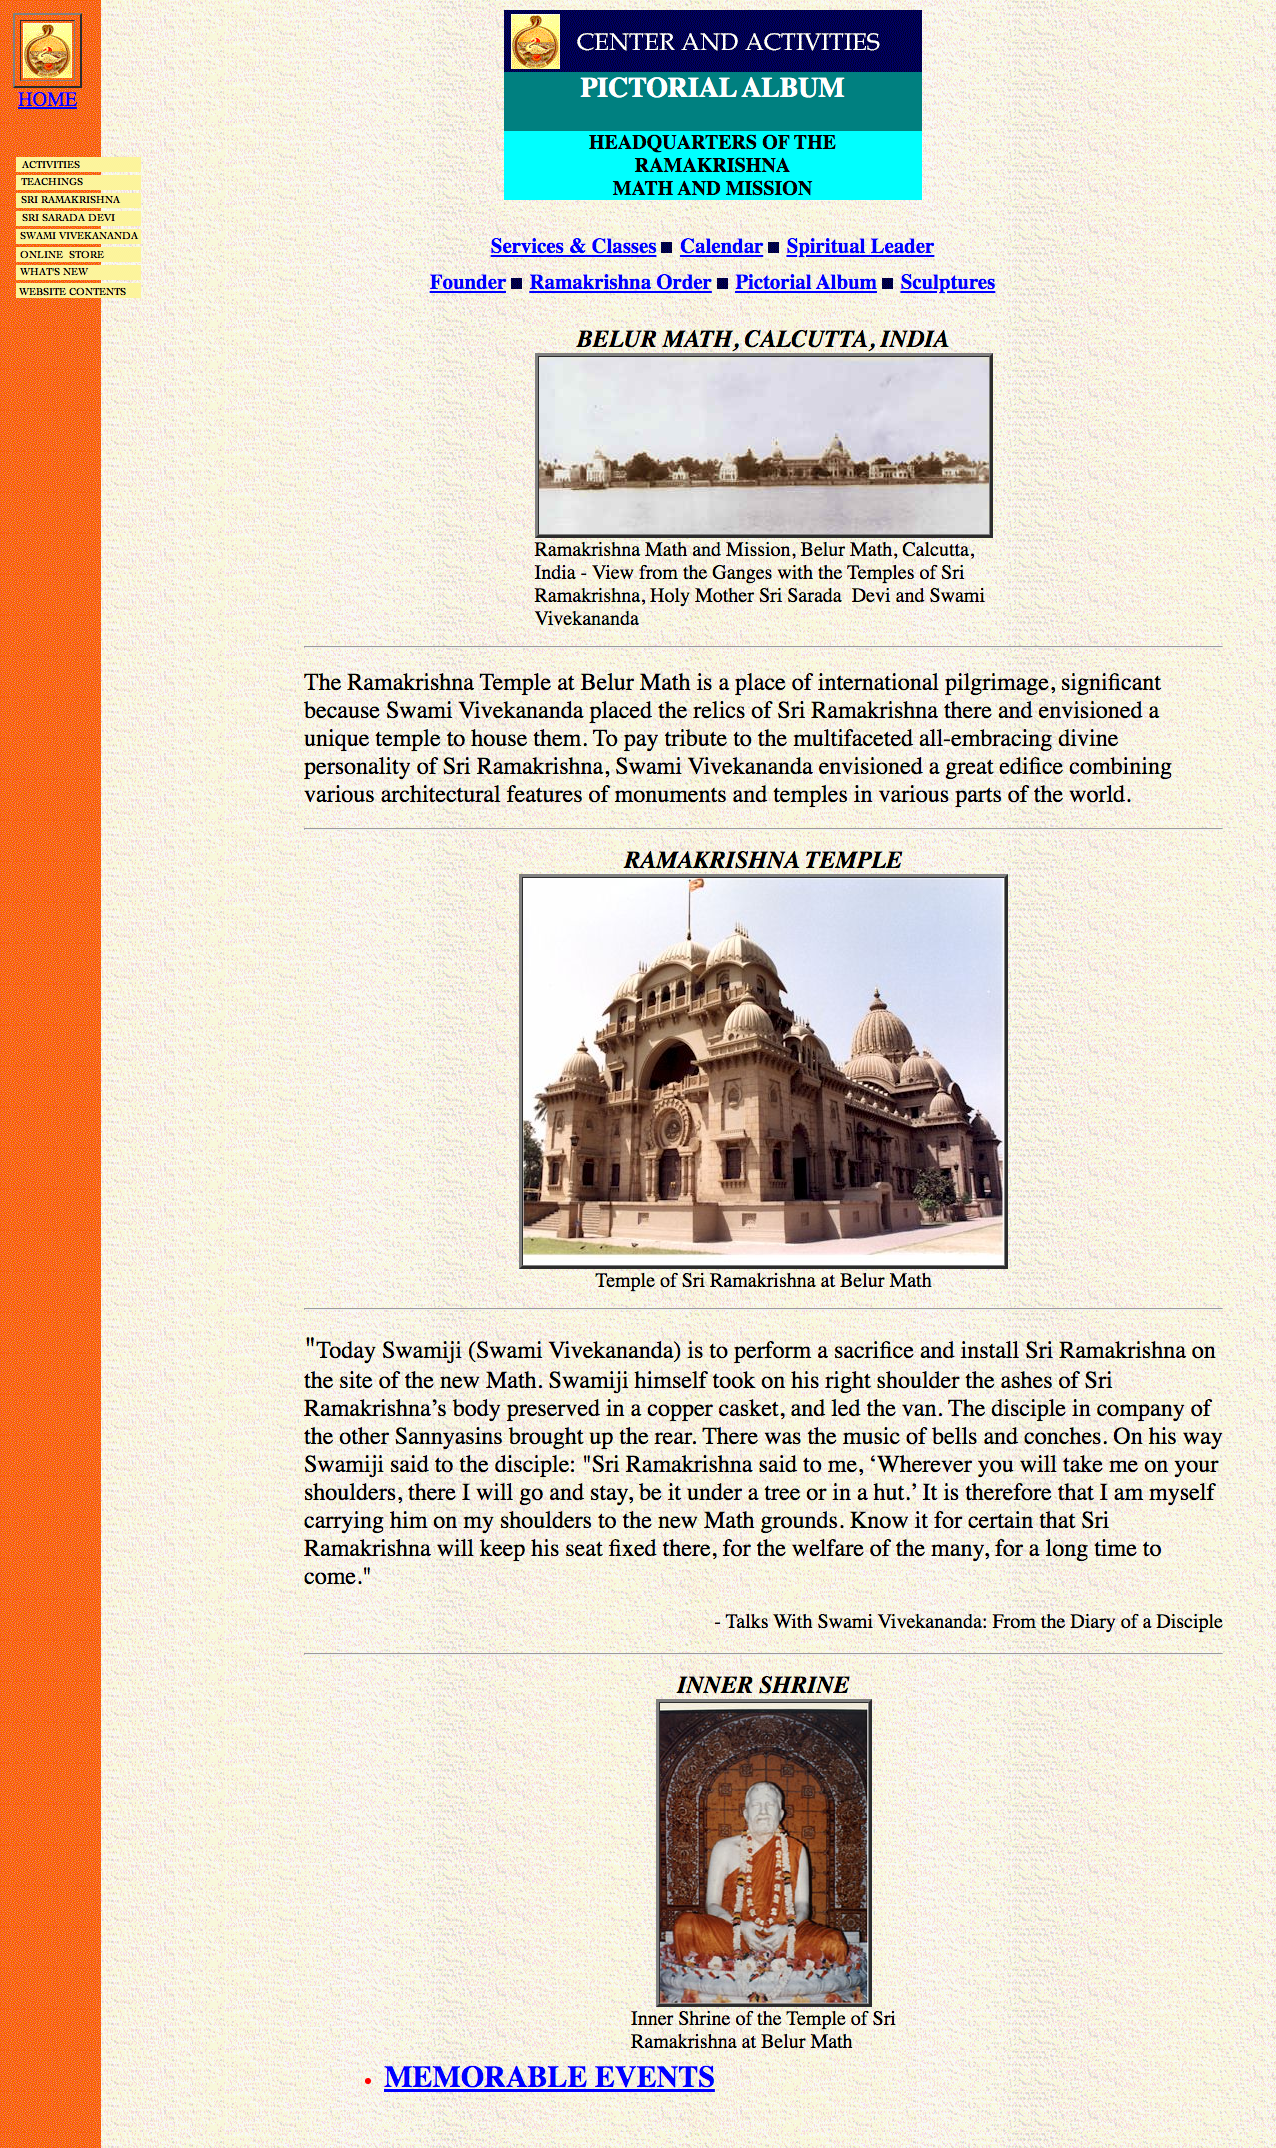 HOME
ACTIVITIES
TEACHINGS
SRI RAMAKRISHNA
SRI SARADA DEVI
SWAMI VIVEKANANDA
ONLINE STORE
WHAT'S NEW
WEBSITE CONTENTS
CENTER AND ACTIVITIES
PICTORIAL ALBUM
HEADQUARTERS OF THE
RAMAKRISHNA
MATH AND MISSION
Services & Classes ■ Calendar ■ Spiritual Leader
Founder ■ Ramakrishna Order ■ Pictorial Album ■ Sculptures
BELUR MATH, CALCUTTA, INDIA
Ramakrishna Math and Mission, Belur Math, Calcutta,
India - View from the Ganges with the Temples of Sri
Ramakrishna, Holy Mother Sri Sarada Devi and Swami
Vivekananda
The Ramakrishna Temple at Belur Math is a place of international pilgrimage, significant
because Swami Vivekananda placed the relics of Sri Ramakrishna there and envisioned a
unique temple to house them. To pay tribute to the multifaceted all-embracing divine
personality of Sri Ramakrishna, Swami Vivekananda envisioned a great edifice combining
various architectural features of monuments and temples in various parts of the world.
RAMAKRISHNA TEMPLE
Temple of Sri Ramakrishna at Belur Math
"Today Swamiji (Swami Vivekananda) is to perform a sacrifice and install Sri Ramakrishna on
the site of the new Math. Swamiji himself took on his right shoulder the ashes of Sri
Ramakrishna’s body preserved in a copper casket, and led the van. The disciple in company of
the other Sannyasins brought up the rear. There was the music of bells and conches. On his way
Swamiji said to the disciple: "Sri Ramakrishna said to me, ‘Wherever you will take me on your
shoulders, there I will go and stay, be it under a tree or in a hut.’ It is therefore that I am myself
carrying him on my shoulders to the new Math grounds. Know it for certain that Sri
Ramakrishna will keep his seat fixed there, for the welfare of the many, for a long time to
come."
- Talks With Swami Vivekananda: From the Diary of a Disciple
INNER SHRINE
Inner Shrine of the Temple of Sri
Ramakrishna at Belur Math
• MEMORABLE EVENTS